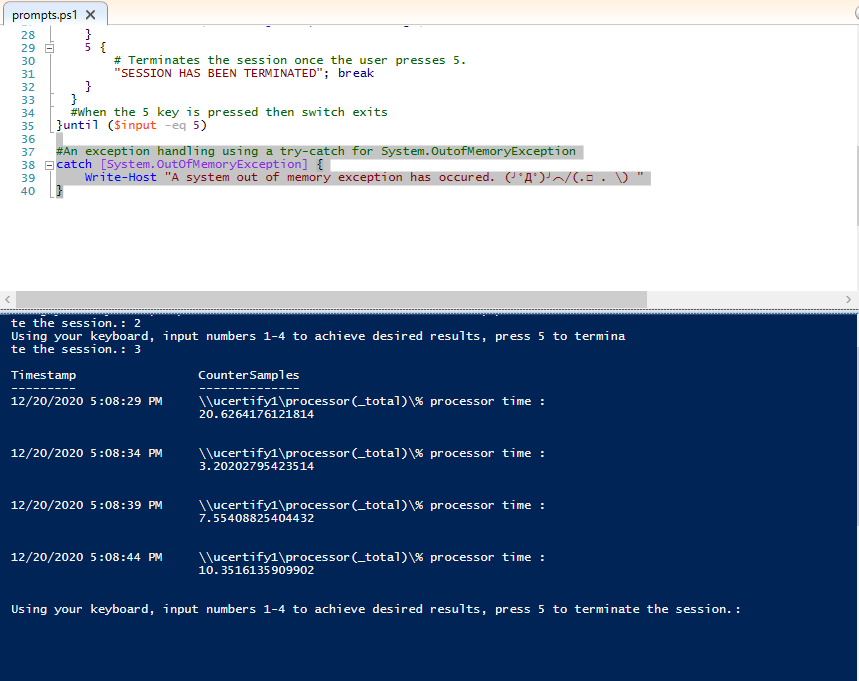 prompts.ps1
28 }
29 5 {
30 # Terminates the session once the user presses 5.
31 "SESSION HAS BEEN TERMINATED"; break
32 }
33 }
34 #When the 5 key is pressed then switch exits
35 }until ($input -eq 5)
36
37 #An exception handling using a try-catch for System.OutofMemoryException
38 catch [System.OutOfMemoryException] {
39 Write-Host "A system out of memory exception has occured. (╯°Д°)╯︵/(.□ . \) "
40 }
te the session.: 2
Using your keyboard, input numbers 1-4 to achieve desired results, press 5 to termina
te the session.: 3
Timestamp CounterSamples
--------- --------------
12/20/2020 5:08:29 PM \\ucertify1\processor(_total)\% processor time :
20.6264176121814
12/20/2020 5:08:34 PM \\ucertify1\processor(_total)\% processor time :
3.20202795423514
12/20/2020 5:08:39 PM \\ucertify1\processor(_total)\% processor time :
7.55408825404432
12/20/2020 5:08:44 PM \\ucertify1\processor(_total)\% processor time :
10.3516135909902
Using your keyboard, input numbers 1-4 to achieve desired results, press 5 to terminate the session.: